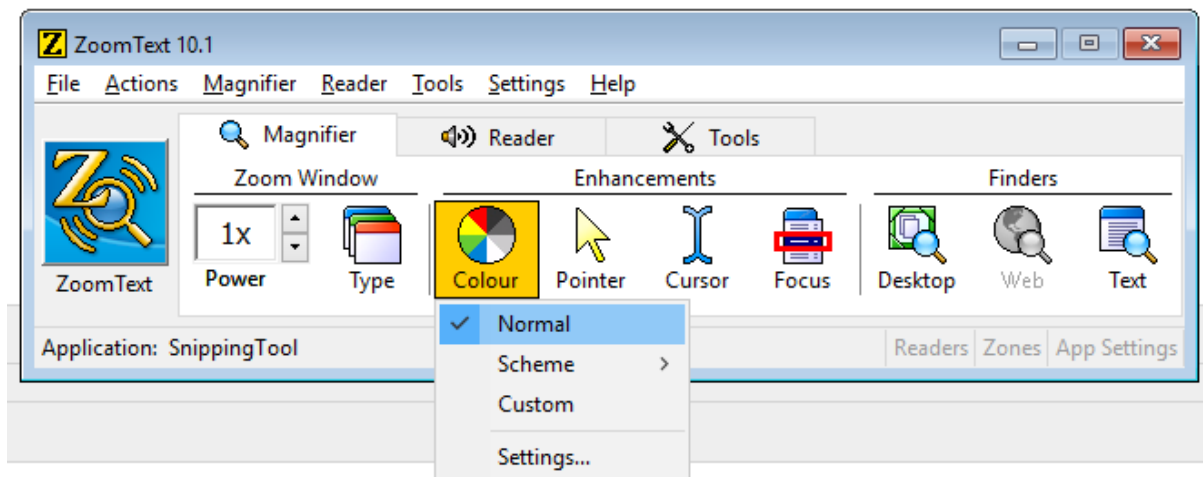 Z ZoomText 10.1
File Actions Magnifier Reader Tools Settings Help
Magnifier Reader Tools
Zoom Window Enhancements Finders
1x
Power Type Colour Pointer Cursor Focus Desktop Web Text
Z
ZoomText
Normal
Scheme
Custom
Settings...
Application: SnippingTool Readers Zones App Settings